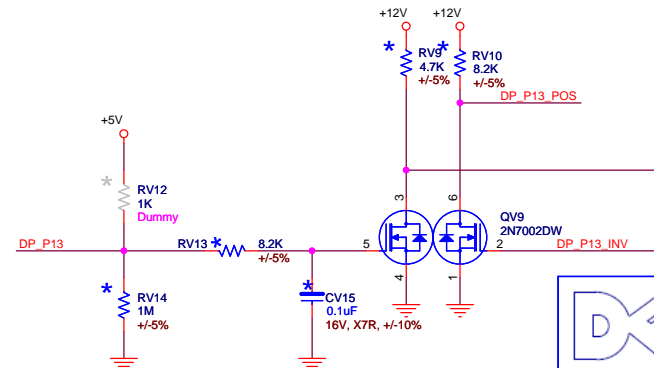 +12V +12V
RV9
4.7K
+/-5%
RV10
8.2K
+/-5%
DP_P13_POS
+5V
RV12
1K
Dummy
3
6
QV9
2N7002DW
DP_P13
RV13
8.2K
+/-5%
5
2
DP_P13_INV
4
1
RV14
1M
+/-5%
CV15
0.1uF
16V, X7R, +/-10%